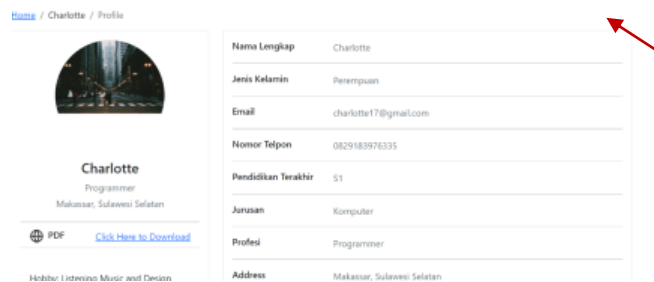 Home / Charlotte / Profile
Charlotte
Programmer
Makassar, Sulawesi Selatan
PDF Click Here to Download
Hobby: Listening Music and Design
Nama Lengkap Charlotte
Jenis Kelamin Perempuan
Email charlotte17@gmail.com
Nomor Telpon 0829183976335
Pendidikan Terakhir S1
Jurusan Komputer
Profesi Programmer
Address Makassar, Sulawesi Selatan